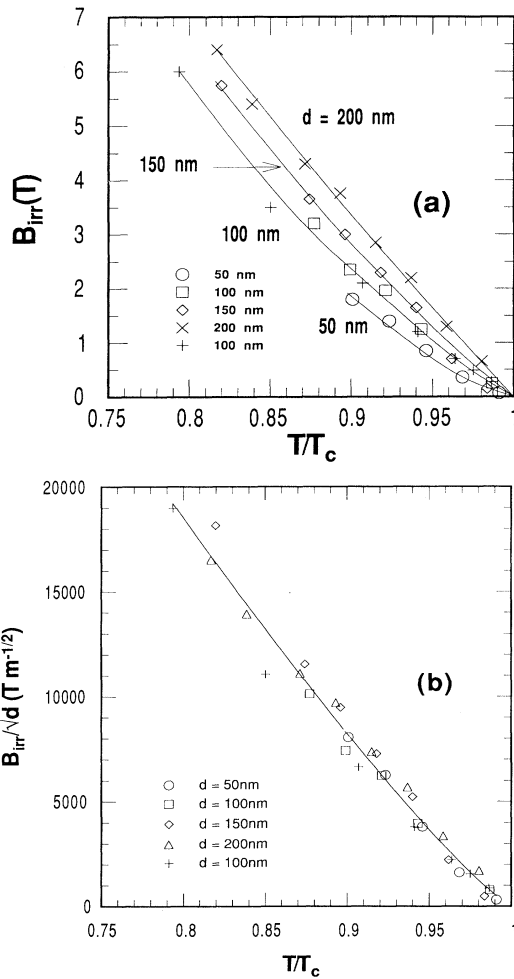 7
6
5
4
3
2
1
0
B_irr(T)
d = 200 nm
150 nm
100 nm
50 nm
(a)
50 nm
100 nm
150 nm
200 nm
100 nm
0.75 0.8 0.85 0.9 0.95 1
T/T_c
20000
15000
10000
5000
0
B_irr/√d (T m^-1/2)
(b)
d = 50nm
d = 100nm
d = 150nm
d = 200nm
d = 100nm
0.75 0.8 0.85 0.9 0.95 1
T/T_c